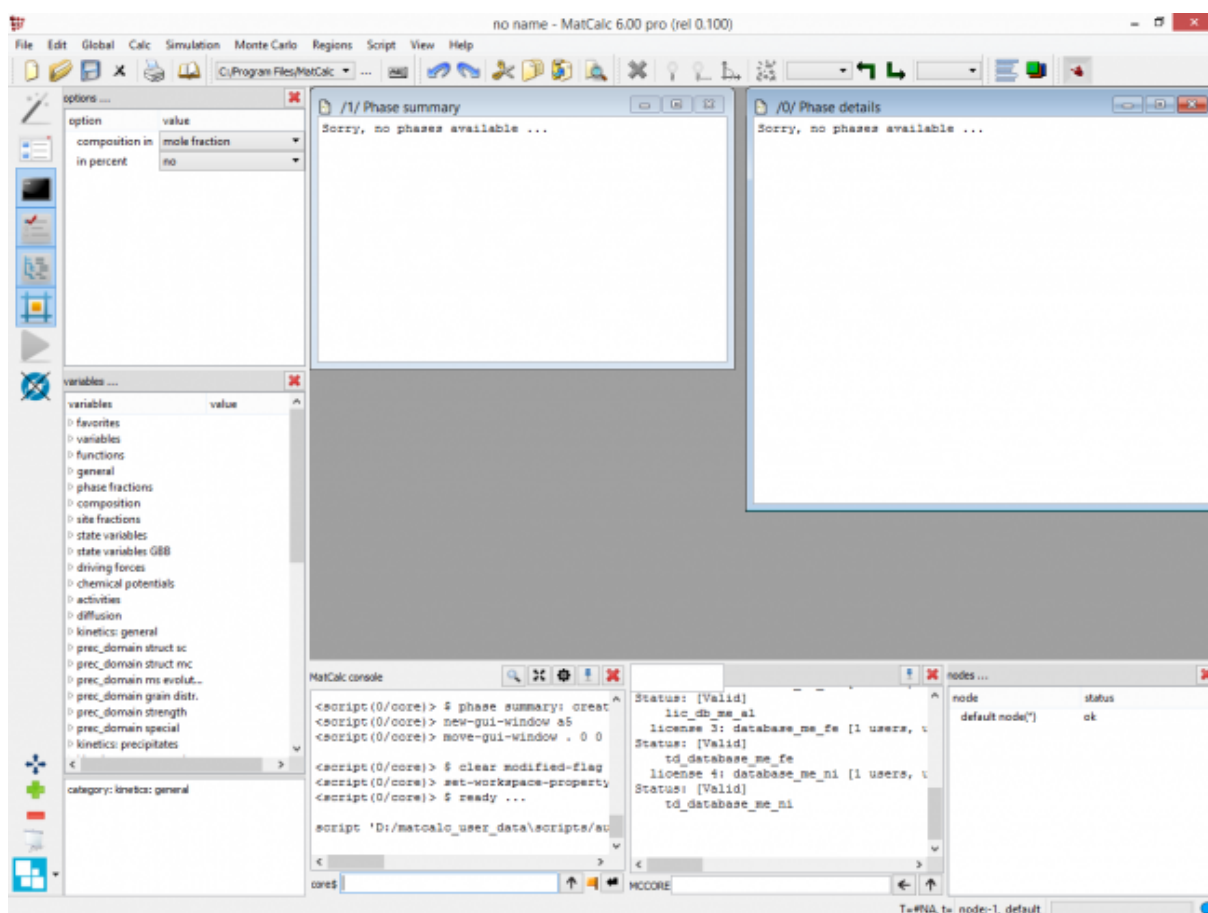 no name - MatCalc 6.00 pro (rel 0.100)
File Edit Global Calc Simulation Monte Carlo Regions Script View Help
C:/Program Files/MatCalc ...
options ....
option value
composition in mole fraction
in percent no
/1/ Phase summary
Sorry, no phases available ...
/0/ Phase details
Sorry, no phases available ...
variables ....
variables value
favorites
variables
functions
general
phase fractions
composition
site fractions
state variables
state variables GBB
driving forces
chemical potentials
activities
diffusion
kinetics: general
prec_domain struct sc
prec_domain struct mc
prec_domain ms evolut...
prec_domain grain distr.
prec_domain strength
prec_domain special
kinetics: precipitates
category: kinetics: general
MatCalc console
<script(0/core)> $ phase summary: creat
<script(0/core)> new-gui-window a5
<script(0/core)> move-gui-window . 0 0
<script(0/core)> $ clear modified-flag
<script(0/core)> set-workspace-property
<script(0/core)> $ ready ...
script 'D:/matcalc_user_data\scripts/au
core$
Status: [Valid]
lic_db_me_al
license 3: database_me_fe [1 users, u
Status: [Valid]
td_database_me_fe
license 4: database_me_ni [1 users, u
Status: [Valid]
td_database_me_ni
MCCORE
nodes ...
node status
default node(*) ok
T=#NA, t= node:-1, default